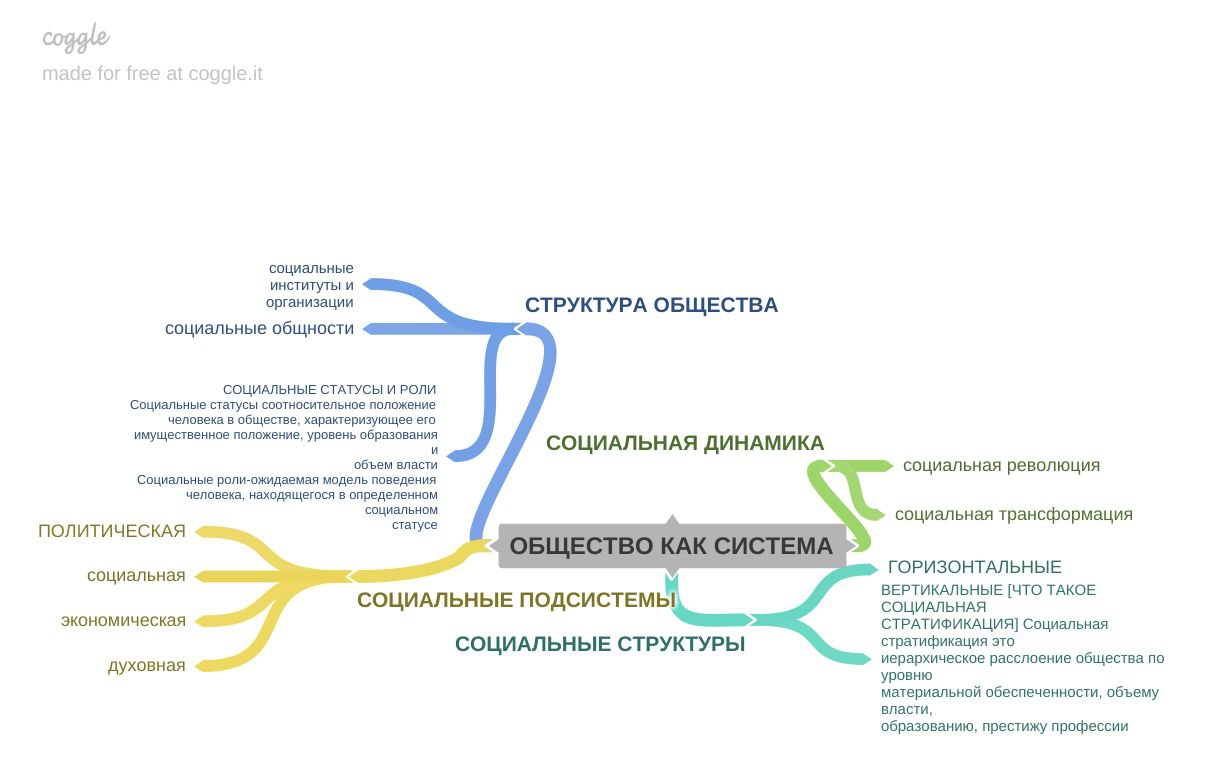 coggle
made for free at coggle.it
социальные
институты и
организации
СТРУКТУРА ОБЩЕСТВА
социальные общности
СОЦИАЛЬНЫЕ СТАТУСЫ И РОЛИ
Социальные статусы соотносительное положение
человека в обществе, характеризующее его
имущественное положение, уровень образования
и
объем власти
Социальные роли-ожидаемая модель поведения
человека, находящегося в определенном
социальном
статусе
СОЦИАЛЬНАЯ ДИНАМИКА
социальная революция
социальная трансформация
ОБЩЕСТВО КАК СИСТЕМА
ПОЛИТИЧЕСКАЯ
социальная
экономическая
духовная
СОЦИАЛЬНЫЕ ПОДСИСТЕМЫ
СОЦИАЛЬНЫЕ СТРУКТУРЫ
ГОРИЗОНТАЛЬНЫЕ
ВЕРТИКАЛЬНЫЕ [ЧТО ТАКОЕ
СОЦИАЛЬНАЯ
СТРАТИФИКАЦИЯ] Социальная
стратификация это
иерархическое расслоение общества по
уровню
материальной обеспеченности, объему
власти,
образованию, престижу профессии